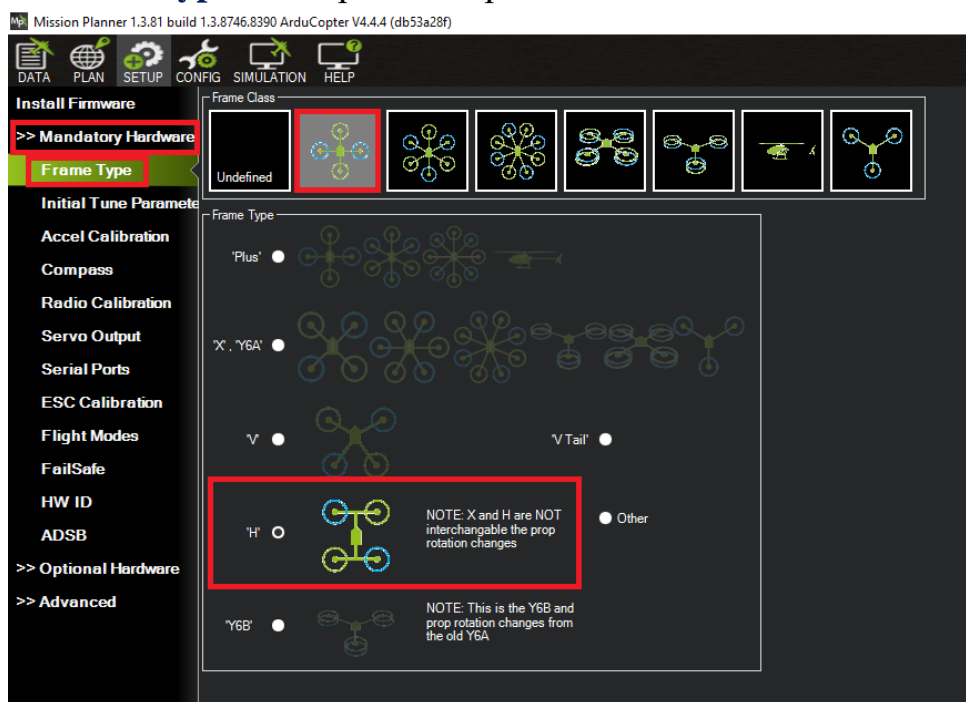 Mission Planner 1.3.81 build 1.3.8746.8390 ArduCopter V4.4.4 (db53a28f)
DATA PLAN SETUP CONFIG SIMULATION HELP
Install Firmware
>> Mandatory Hardware
Frame Type
Initial Tune Paramete
Accel Calibration
Compass
Radio Calibration
Servo Output
Serial Ports
ESC Calibration
Flight Modes
FailSafe
HW ID
ADSB
>> Optional Hardware
>> Advanced
Frame Class
Undefined
Frame Type
'Plus'
'X', 'Y6A'
'V'
'V Tail'
'H'
NOTE: X and H are NOT
interchangable the prop
rotation changes
Other
'Y6B'
NOTE: This is the Y6B and
prop rotation changes from
the old Y6A